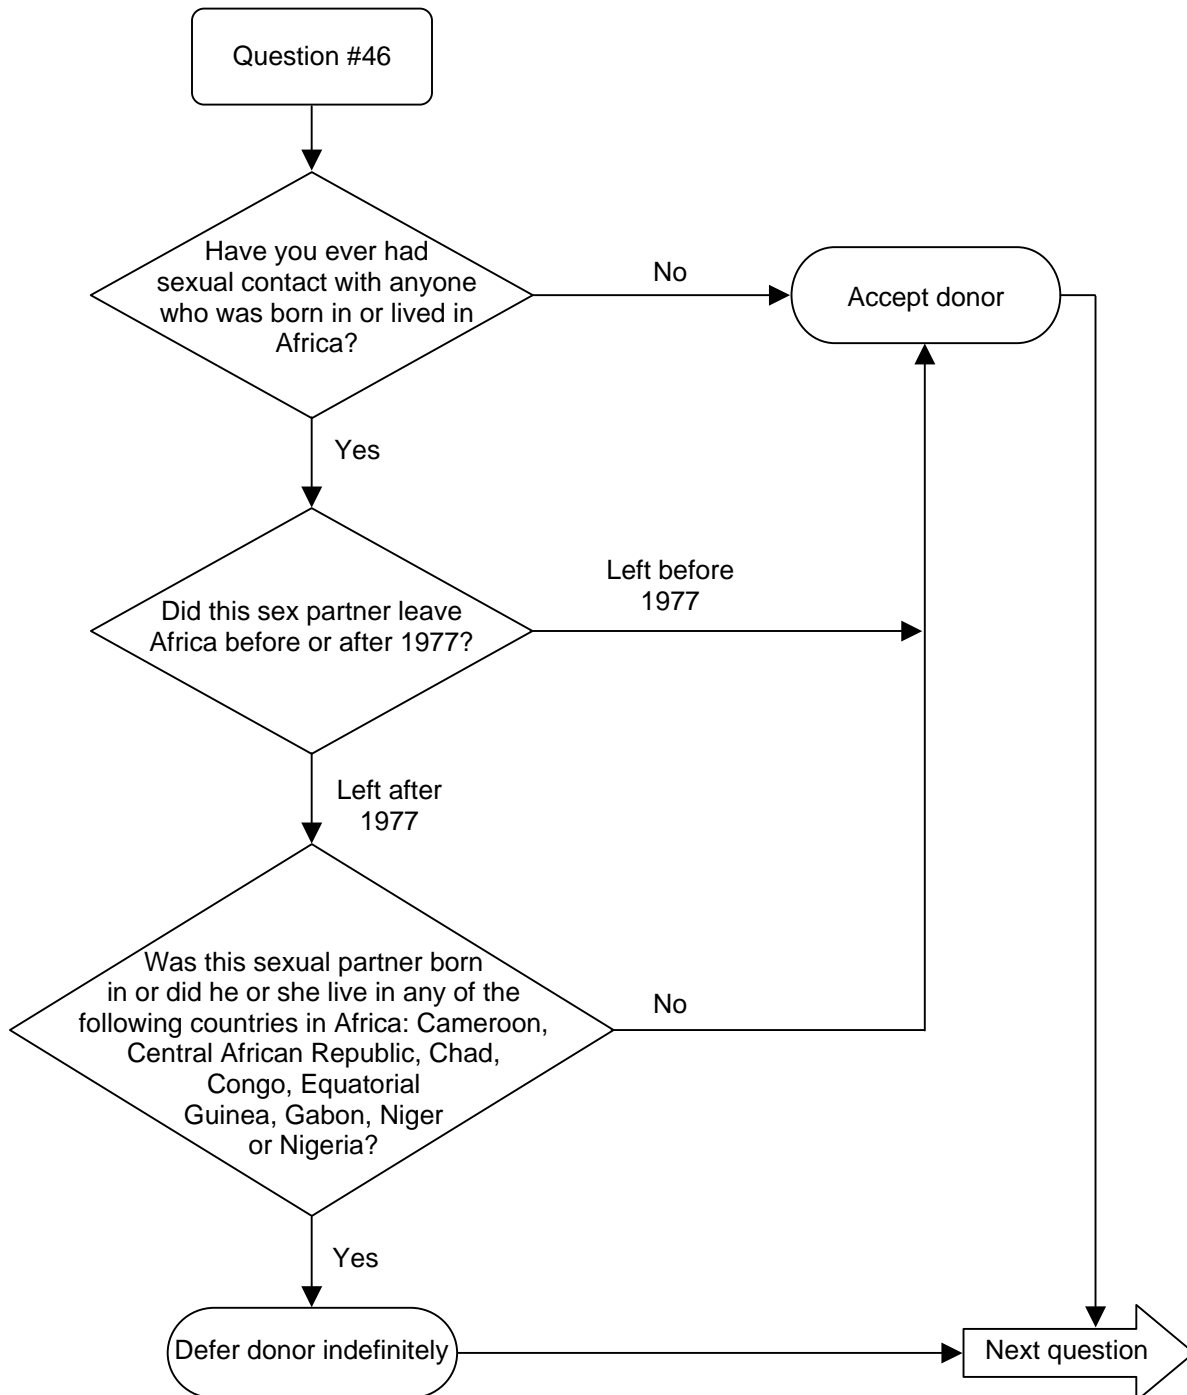 Question #46
Have you ever had
sexual contact with anyone
who was born in or lived in
Africa?
No
Accept donor
Yes
Did this sex partner leave
Africa before or after 1977?
Left before
1977
Left after
1977
Was this sexual partner born
in or did he or she live in any of the
following countries in Africa: Cameroon,
Central African Republic, Chad,
Congo, Equatorial
Guinea, Gabon, Niger
or Nigeria?
No
Yes
Defer donor indefinitely
Next question